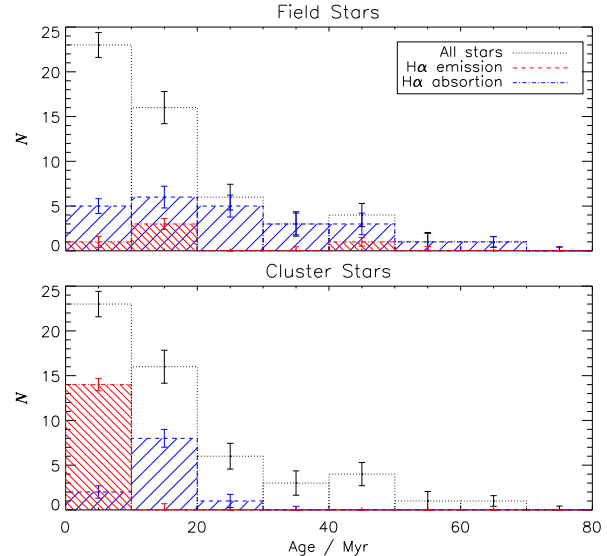 Field Stars
25
20
15
10
5
0
N
All stars
Hα emission
Hα absortion
Cluster Stars
25
20
15
10
5
0
N
0 20 40 60 80
Age / Myr